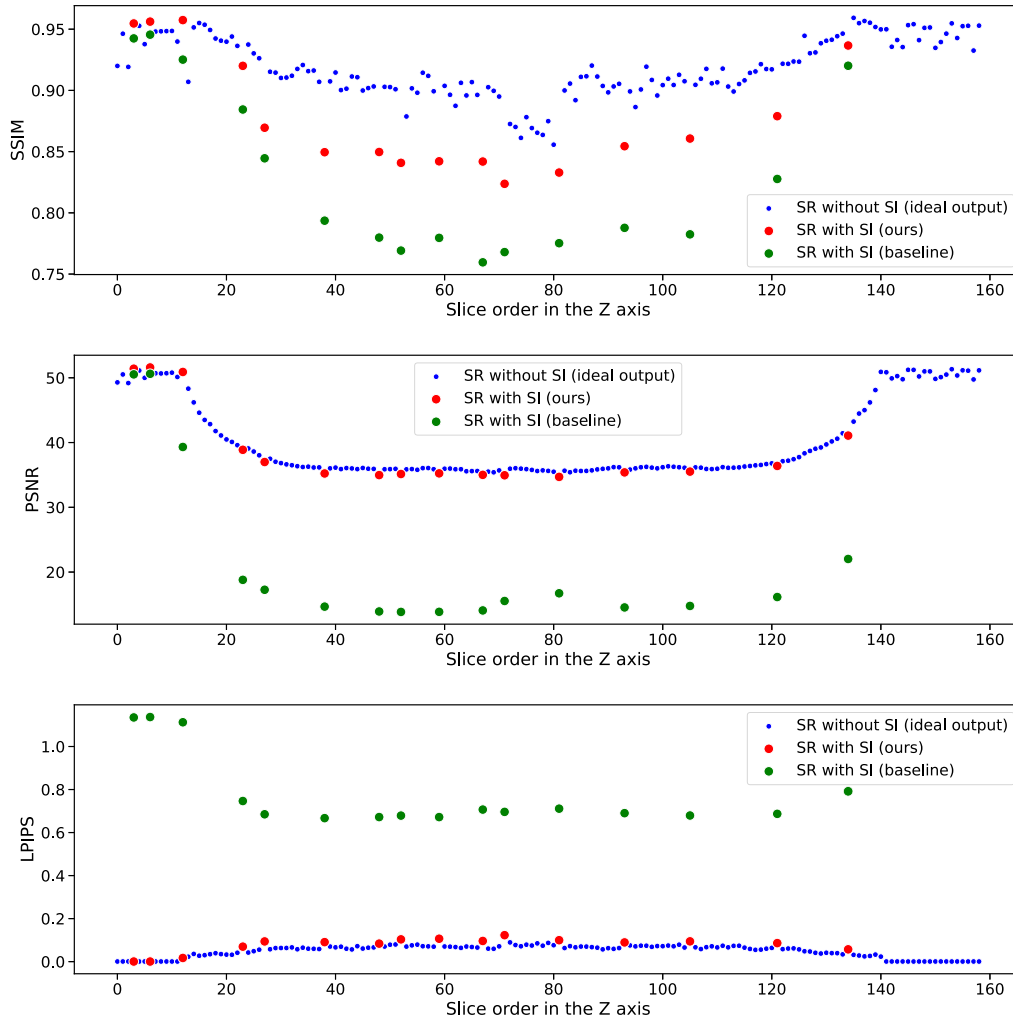 0.95
0.90
0.85
0.80
0.75
SSIM
SR without SI (ideal output)
SR with SI (ours)
SR with SI (baseline)
0 20 40 60 80 100 120 140 160
Slice order in the Z axis
50
40
30
20
PSNR
SR without SI (ideal output)
SR with SI (ours)
SR with SI (baseline)
0 20 40 60 80 100 120 140 160
Slice order in the Z axis
1.0
0.8
0.6
0.4
0.2
0.0
LPIPS
SR without SI (ideal output)
SR with SI (ours)
SR with SI (baseline)
0 20 40 60 80 100 120 140 160
Slice order in the Z axis